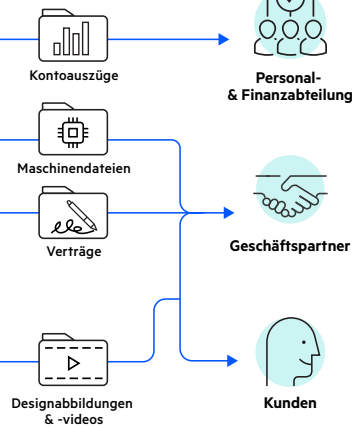 Kontoauszüge
Personal-
& Finanzabteilung
Maschinendateien
Verträge
Geschäftspartner
Designabbildungen
& -videos
Kunden